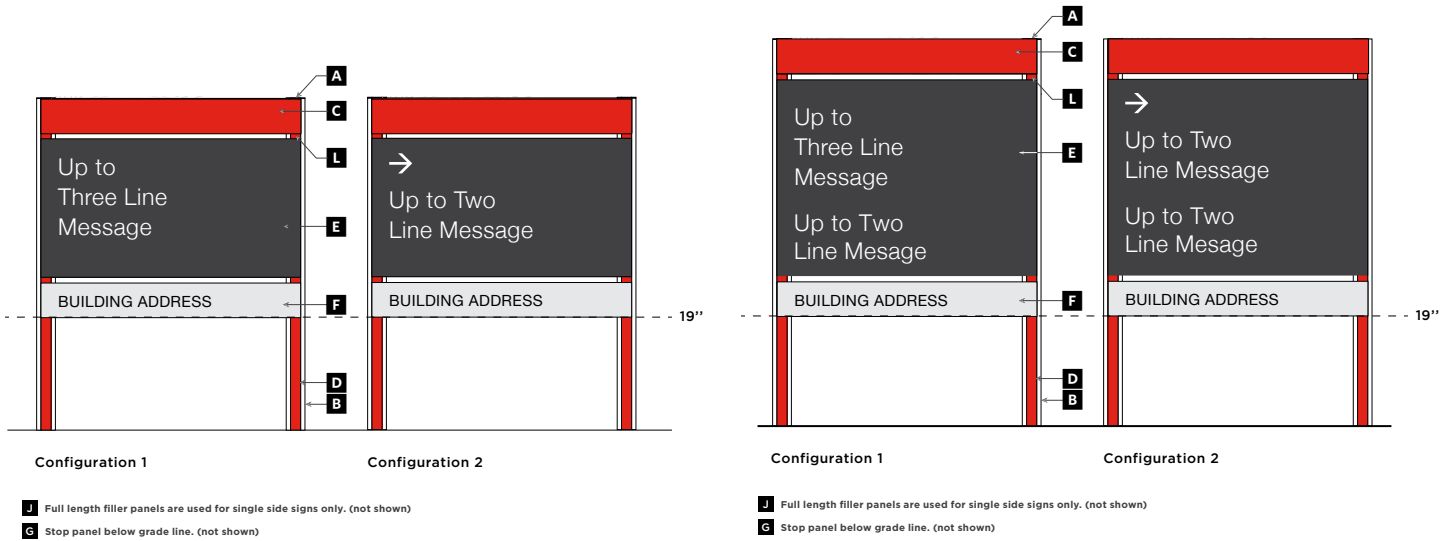 A
C
L
E
F
D
B
Up to
Three Line
Message
BUILDING ADDRESS
→
Up to Two
Line Message
BUILDING ADDRESS
19’’
Configuration 1
Configuration 2
J Full length filler panels are used for single side signs only. (not shown)
G Stop panel below grade line. (not shown)
A
C
L
E
F
D
B
Up to
Three Line
Message
Up to Two
Line Mesage
BUILDING ADDRESS
→
Up to Two
Line Message
Up to Two
Line Mesage
BUILDING ADDRESS
19’’
Configuration 1
Configuration 2
J Full length filler panels are used for single side signs only. (not shown)
G Stop panel below grade line. (not shown)